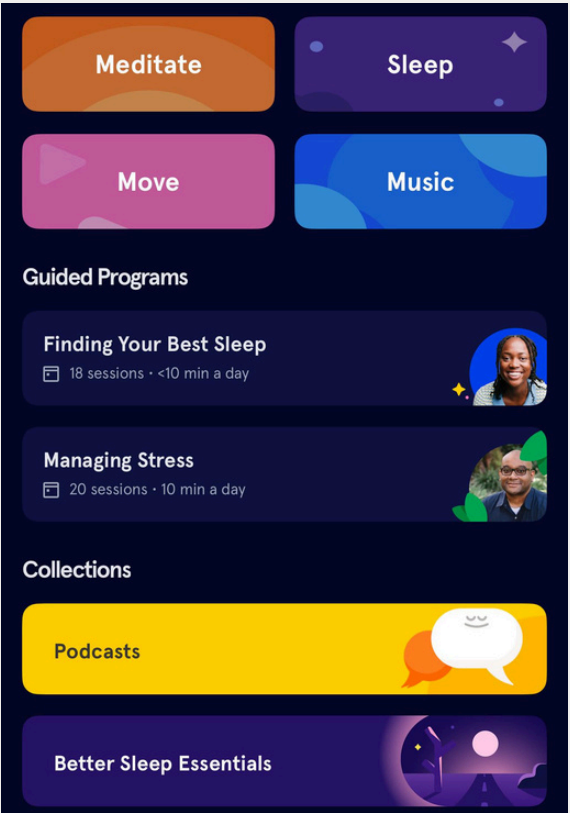 Meditate
Sleep
Move
Music
Guided Programs
Finding Your Best Sleep
18 sessions • <10 min a day
Managing Stress
20 sessions • 10 min a day
Collections
Podcasts
Better Sleep Essentials